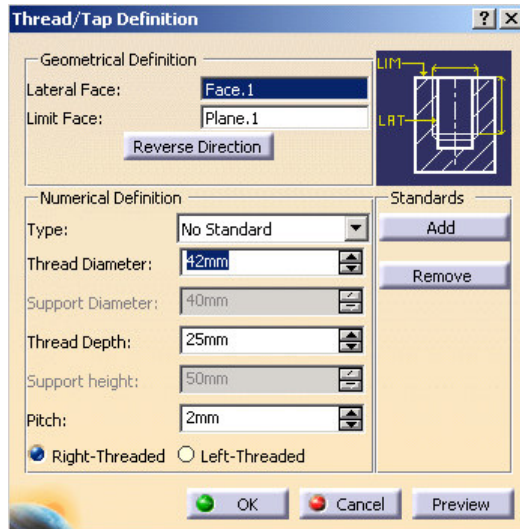 Thread/Tap Definition
Geometrical Definition
Lateral Face: Face.1
Limit Face: Plane.1
Reverse Direction
LIM
LAT
Numerical Definition
Type: No Standard
Thread Diameter: 42mm
Support Diameter: 40mm
Thread Depth: 25mm
Support height: 50mm
Pitch: 2mm
Right-Threaded Left-Threaded
Standards
Add
Remove
OK Cancel Preview